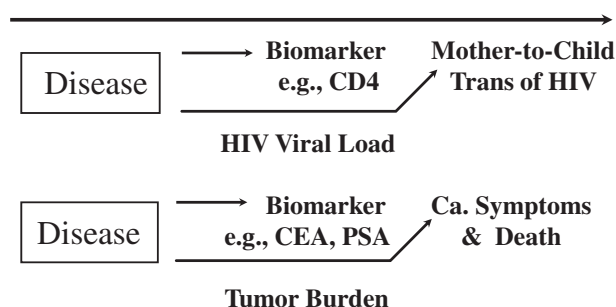 Disease
Biomarker
e.g., CD4
Mother-to-Child
Trans of HIV
HIV Viral Load
Disease
Biomarker
e.g., CEA, PSA
Ca. Symptoms
& Death
Tumor Burden